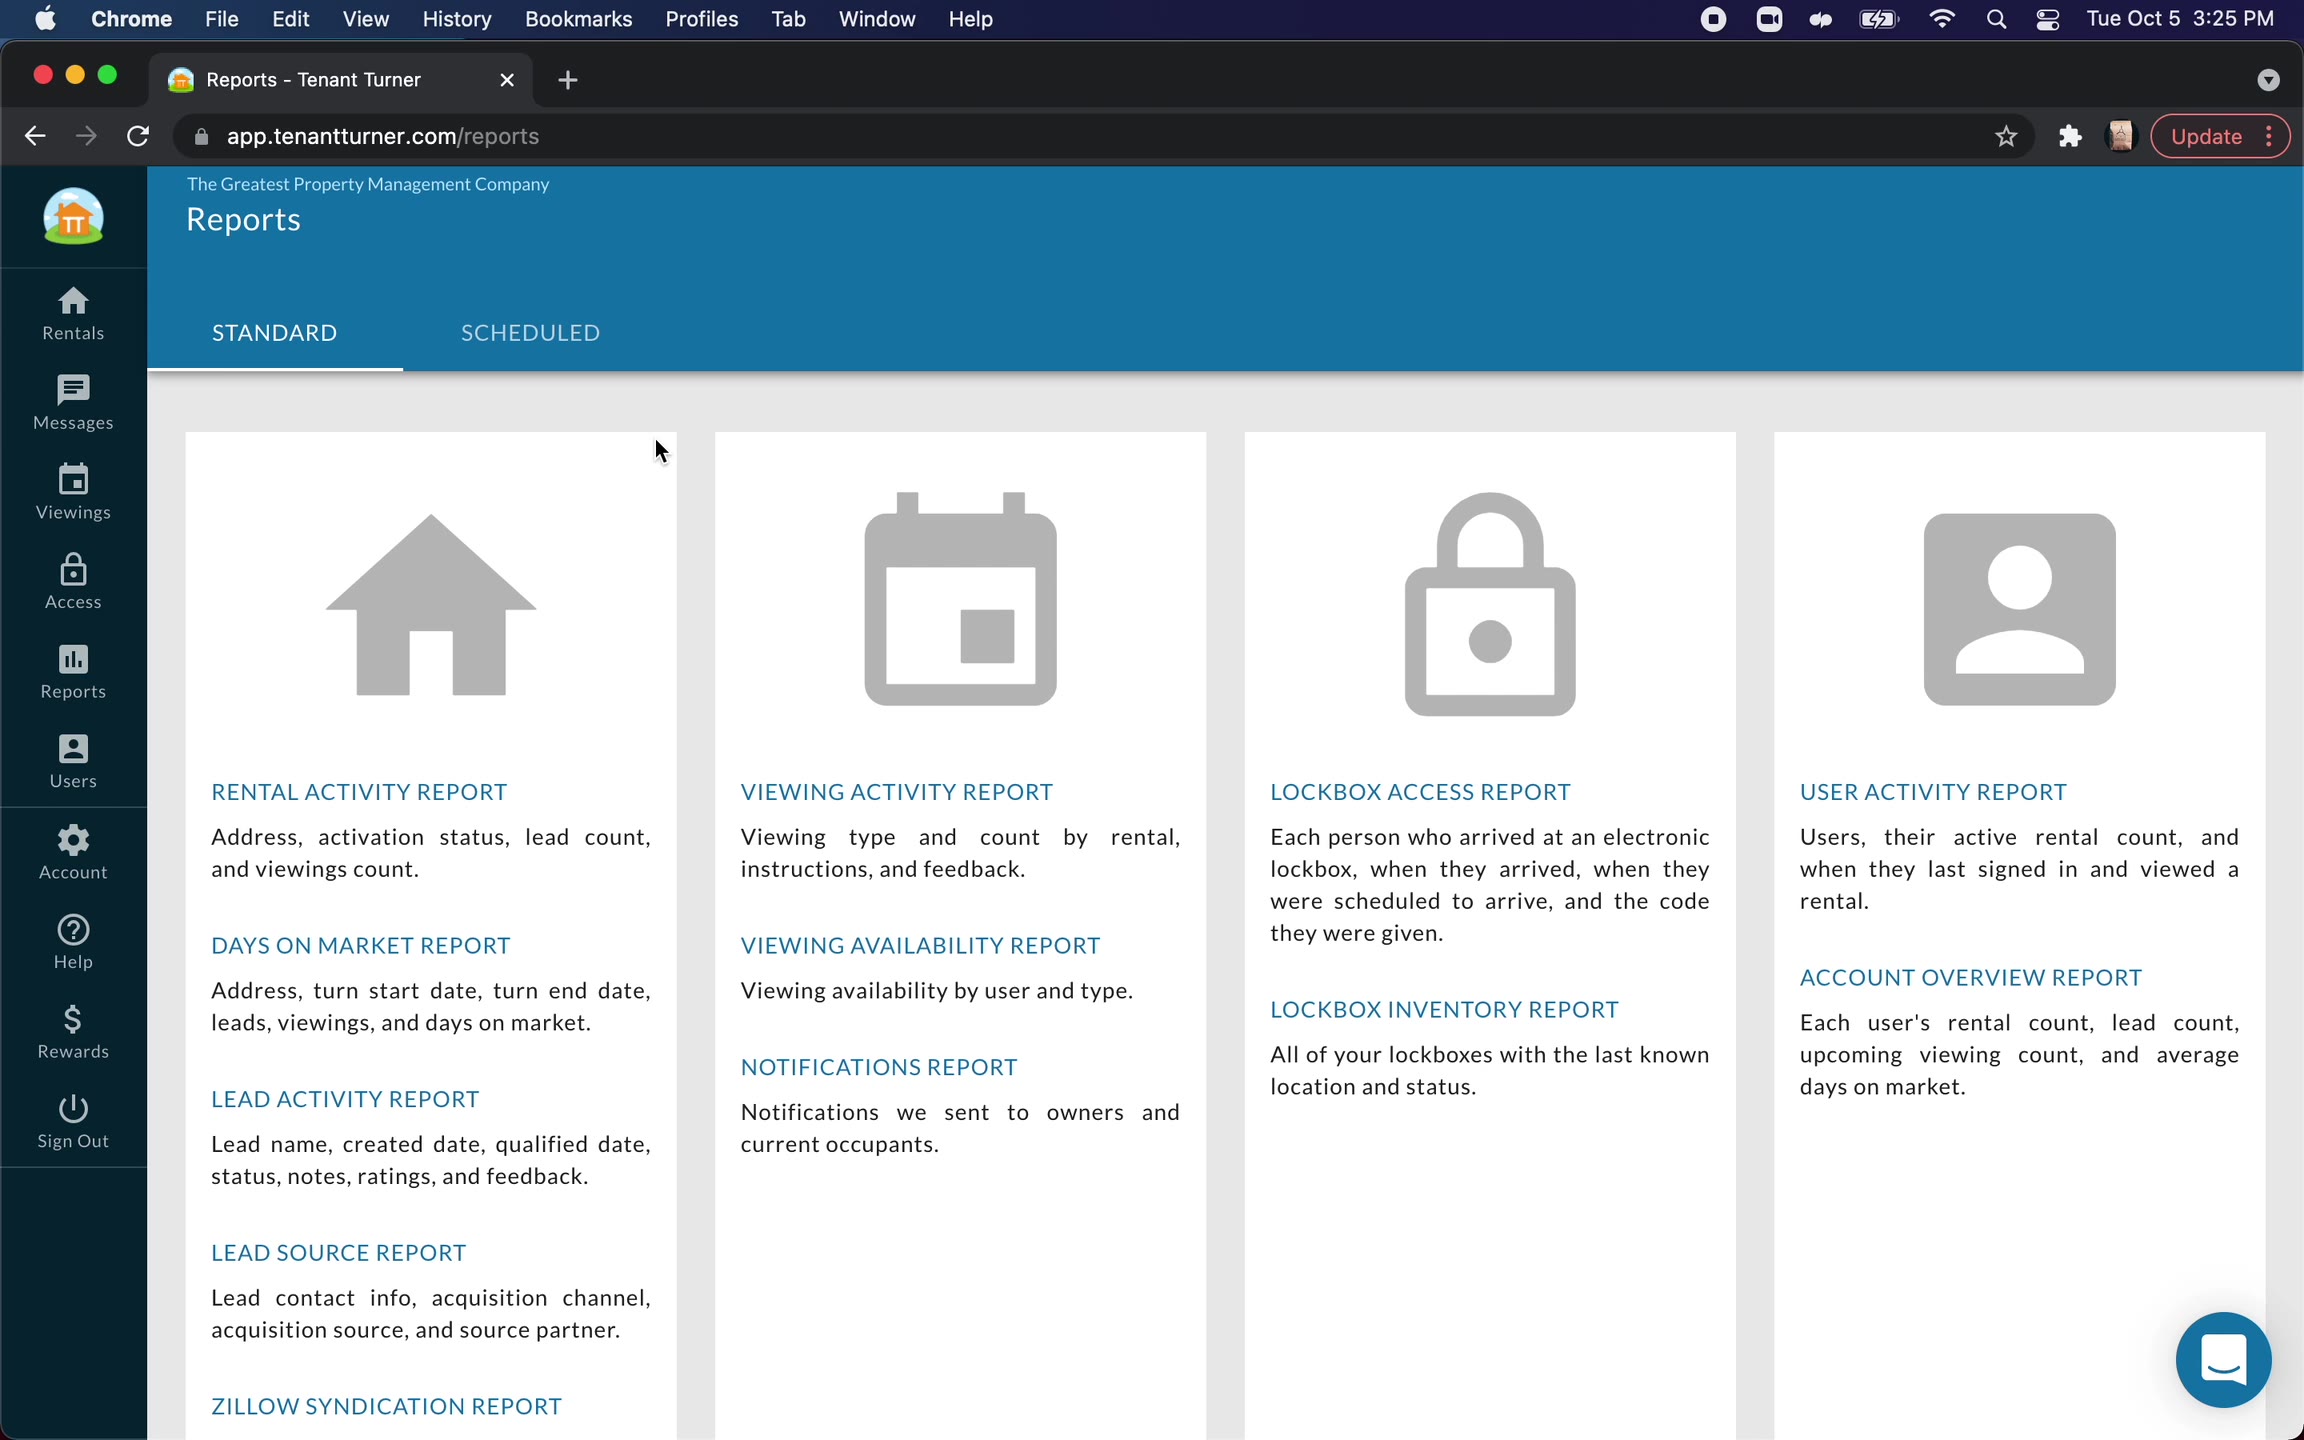 Chrome File Edit View History Bookmarks Profiles Tab Window Help Tue Oct 5 3:25 PM
Reports - Tenant Turner
app.tenantturner.com/reports
Update
The Greatest Property Management Company
Reports
STANDARD SCHEDULED
Rentals
Messages
Viewings
Access
Reports
Users
Account
Help
Rewards
Sign Out
RENTAL ACTIVITY REPORT
Address, activation status, lead count,
and viewings count.
DAYS ON MARKET REPORT
Address, turn start date, turn end date,
leads, viewings, and days on market.
LEAD ACTIVITY REPORT
Lead name, created date, qualified date,
status, notes, ratings, and feedback.
LEAD SOURCE REPORT
Lead contact info, acquisition channel,
acquisition source, and source partner.
ZILLOW SYNDICATION REPORT
VIEWING ACTIVITY REPORT
Viewing type and count by rental,
instructions, and feedback.
VIEWING AVAILABILITY REPORT
Viewing availability by user and type.
NOTIFICATIONS REPORT
Notifications we sent to owners and
current occupants.
LOCKBOX ACCESS REPORT
Each person who arrived at an electronic
lockbox, when they arrived, when they
were scheduled to arrive, and the code
they were given.
LOCKBOX INVENTORY REPORT
All of your lockboxes with the last known
location and status.
USER ACTIVITY REPORT
Users, their active rental count, and
when they last signed in and viewed a
rental.
ACCOUNT OVERVIEW REPORT
Each user's rental count, lead count,
upcoming viewing count, and average
days on market.